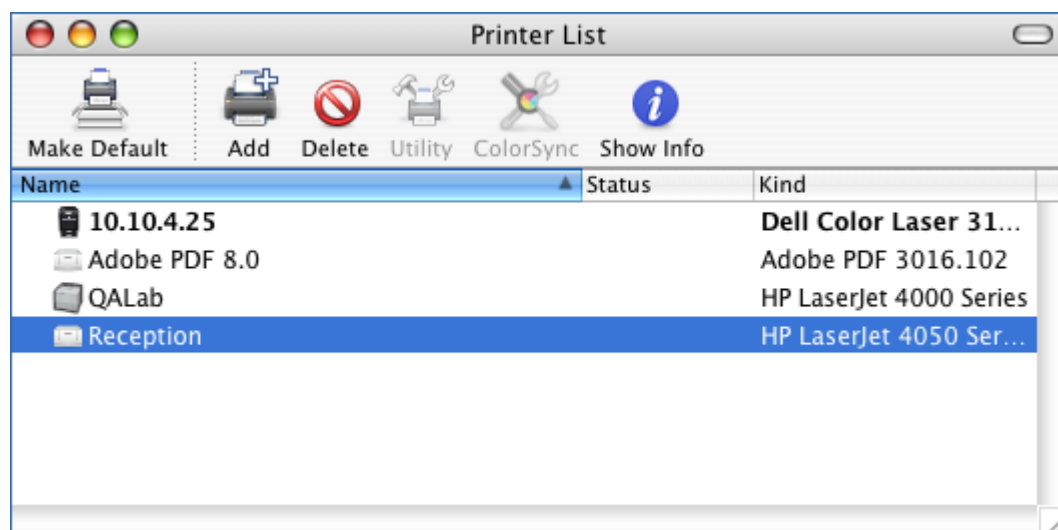 Printer List
Make Default Add Delete Utility ColorSync Show Info
Name Status Kind
10.10.4.25 Dell Color Laser 31...
Adobe PDF 8.0 Adobe PDF 3016.102
QALab HP LaserJet 4000 Series
Reception HP LaserJet 4050 Ser...